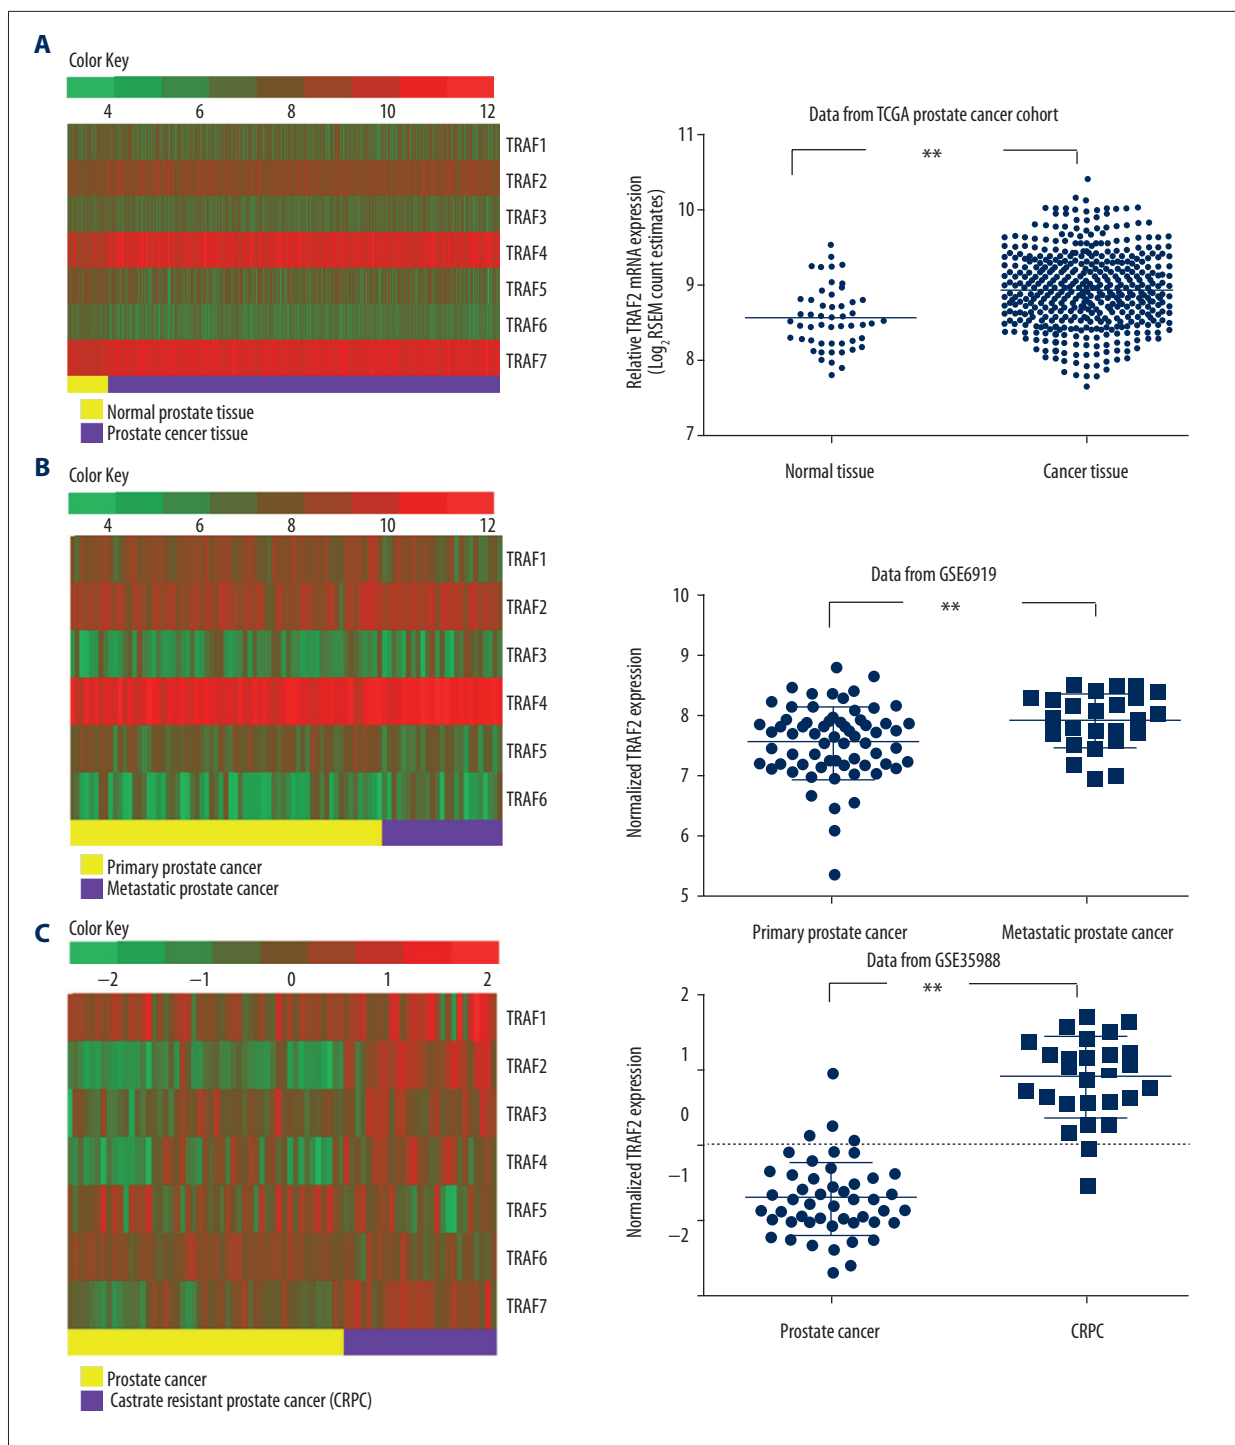 A
Color Key
4 6 8 10 12
TRAF1
TRAF2
TRAF3
TRAF4
TRAF5
TRAF6
TRAF7
Normal prostate tissue
Prostate cencer tissue
Data from TCGA prostate cancer cohort
**
Relative TRAF2 mRNA expression
(Log2RSEM count estimates)
11
10
9
8
7
Normal tissue Cancer tissue
B
Color Key
4 6 8 10 12
TRAF1
TRAF2
TRAF3
TRAF4
TRAF5
TRAF6
Primary prostate cancer
Metastatic prostate cancer
Data from GSE6919
**
Normalized TRAF2 expression
10
9
8
7
6
5
Primary prostate cancer Metastatic prostate cancer
C
Color Key
−2 −1 0 1 2
TRAF1
TRAF2
TRAF3
TRAF4
TRAF5
TRAF6
TRAF7
Prostate cancer
Castrate resistant prostate cancer (CRPC)
Data from GSE35988
**
Normalized TRAF2 expression
2
1
0
−1
−2
Prostate cancer CRPC